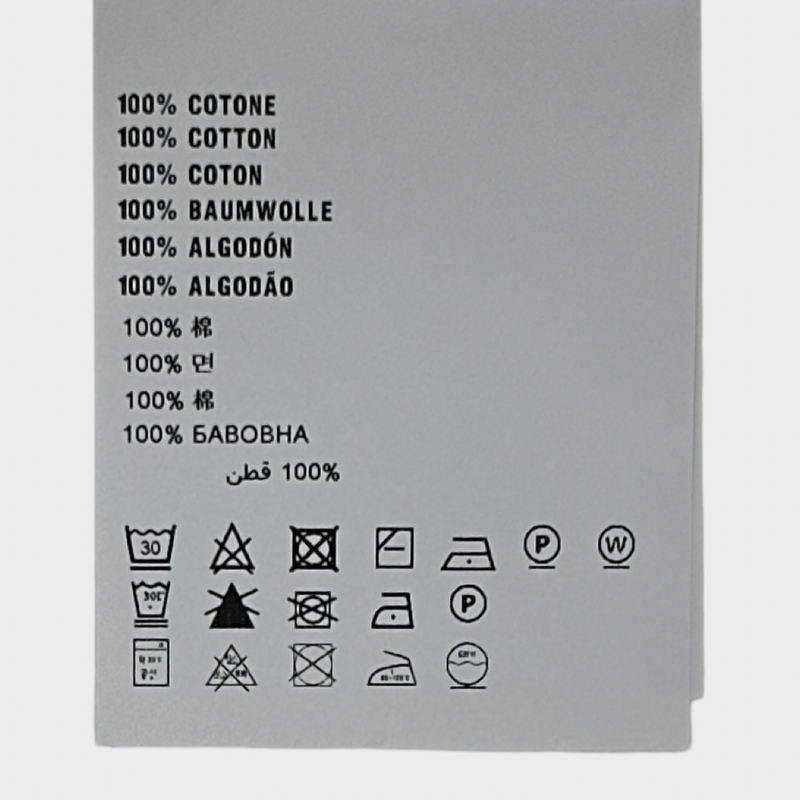 100% COTONE
100% COTTON
100% COTON
100% BAUMWOLLE
100% ALGODÓN
100% ALGODÃO
100% 棉
100% 면
100% 棉
100% БАВОВНА
100% قطن
30 P W
30C P